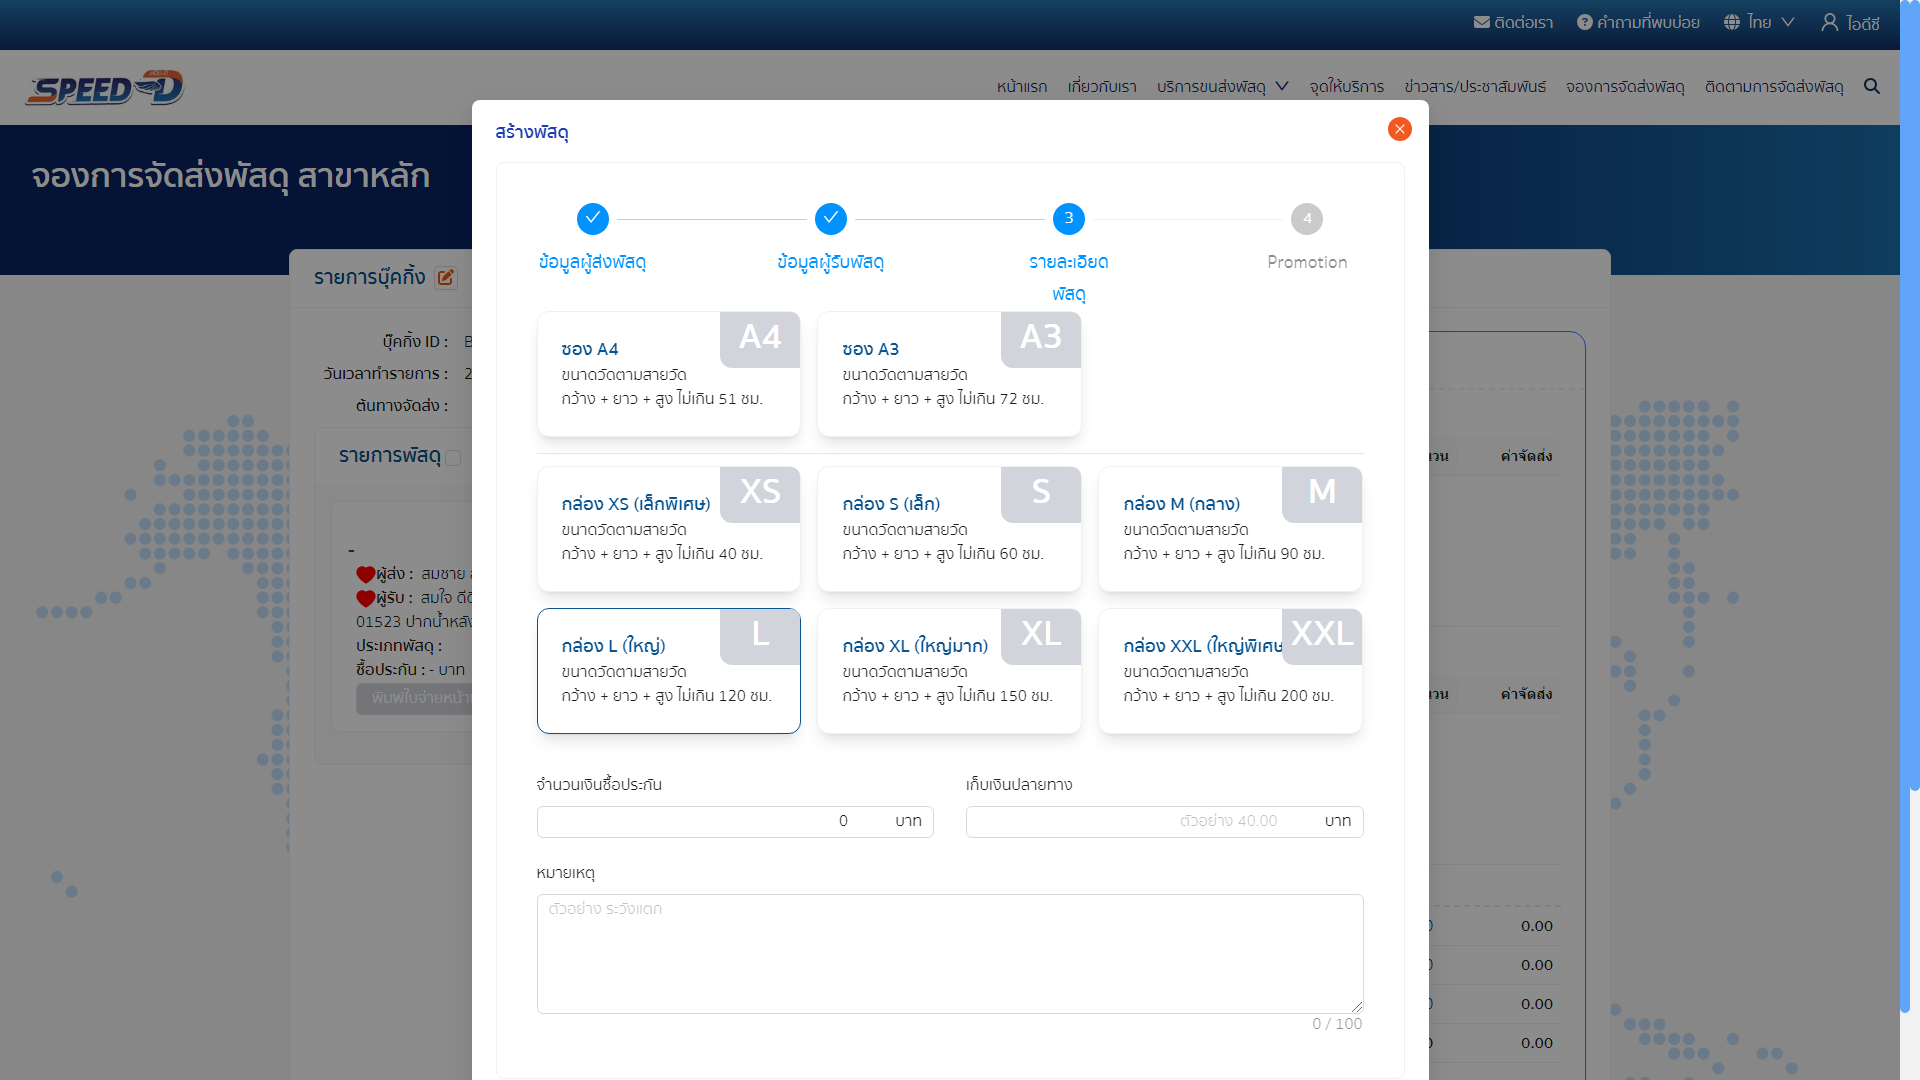 ติดต่อเรา คำถามที่พบบ่อย ไทย ไอดีซี
SPEED-D หน้าแรก เกี่ยวกับเรา บริการขนส่งพัสดุ จุดให้บริการ ข่าวสาร/ประชาสัมพันธ์ จองการจัดส่งพัสดุ ติดตามการจัดส่งพัสดุ
จองการจัดส่งพัสดุ สาขาหลัก
รายการบุ๊คกิ้ง
บุ๊คกิ้ง ID : B
วันเวลาทำรายการ : 2
ต้นทางจัดส่ง :
รายการพัสดุ
-
ผู้ส่ง : สมชาย
ผู้รับ : สมใจ ดีดี
01523 ปากน้ำหลัง
ประเภทพัสดุ :
ซื้อประกัน : - บาท
พิมพ์ใบจ่ายหน้า
สร้างพัสดุ
ข้อมูลผู้ส่งพัสดุ
ข้อมูลผู้รับพัสดุ
3
รายละเอียด
พัสดุ
4
Promotion
ซอง A4 A4
ขนาดวัดตามสายวัด
กว้าง + ยาว + สูง ไม่เกิน 51 ซม.
ซอง A3 A3
ขนาดวัดตามสายวัด
กว้าง + ยาว + สูง ไม่เกิน 72 ซม.
กล่อง XS (เล็กพิเศษ) XS
ขนาดวัดตามสายวัด
กว้าง + ยาว + สูง ไม่เกิน 40 ซม.
กล่อง S (เล็ก) S
ขนาดวัดตามสายวัด
กว้าง + ยาว + สูง ไม่เกิน 60 ซม.
กล่อง M (กลาง) M
ขนาดวัดตามสายวัด
กว้าง + ยาว + สูง ไม่เกิน 90 ซม.
กล่อง L (ใหญ่) L
ขนาดวัดตามสายวัด
กว้าง + ยาว + สูง ไม่เกิน 120 ซม.
กล่อง XL (ใหญ่มาก) XL
ขนาดวัดตามสายวัด
กว้าง + ยาว + สูง ไม่เกิน 150 ซม.
กล่อง XXL (ใหญ่พิเศษ XXL
ขนาดวัดตามสายวัด
กว้าง + ยาว + สูง ไม่เกิน 200 ซม.
จำนวนเงินซื้อประกัน
0 บาท
เก็บเงินปลายทาง
ตัวอย่าง 40.00 บาท
หมายเหตุ
ตัวอย่าง ระวังแตก
0 / 100
ค่าจัดส่ง
ค่าจัดส่ง
0.00
0.00
0.00
0.00